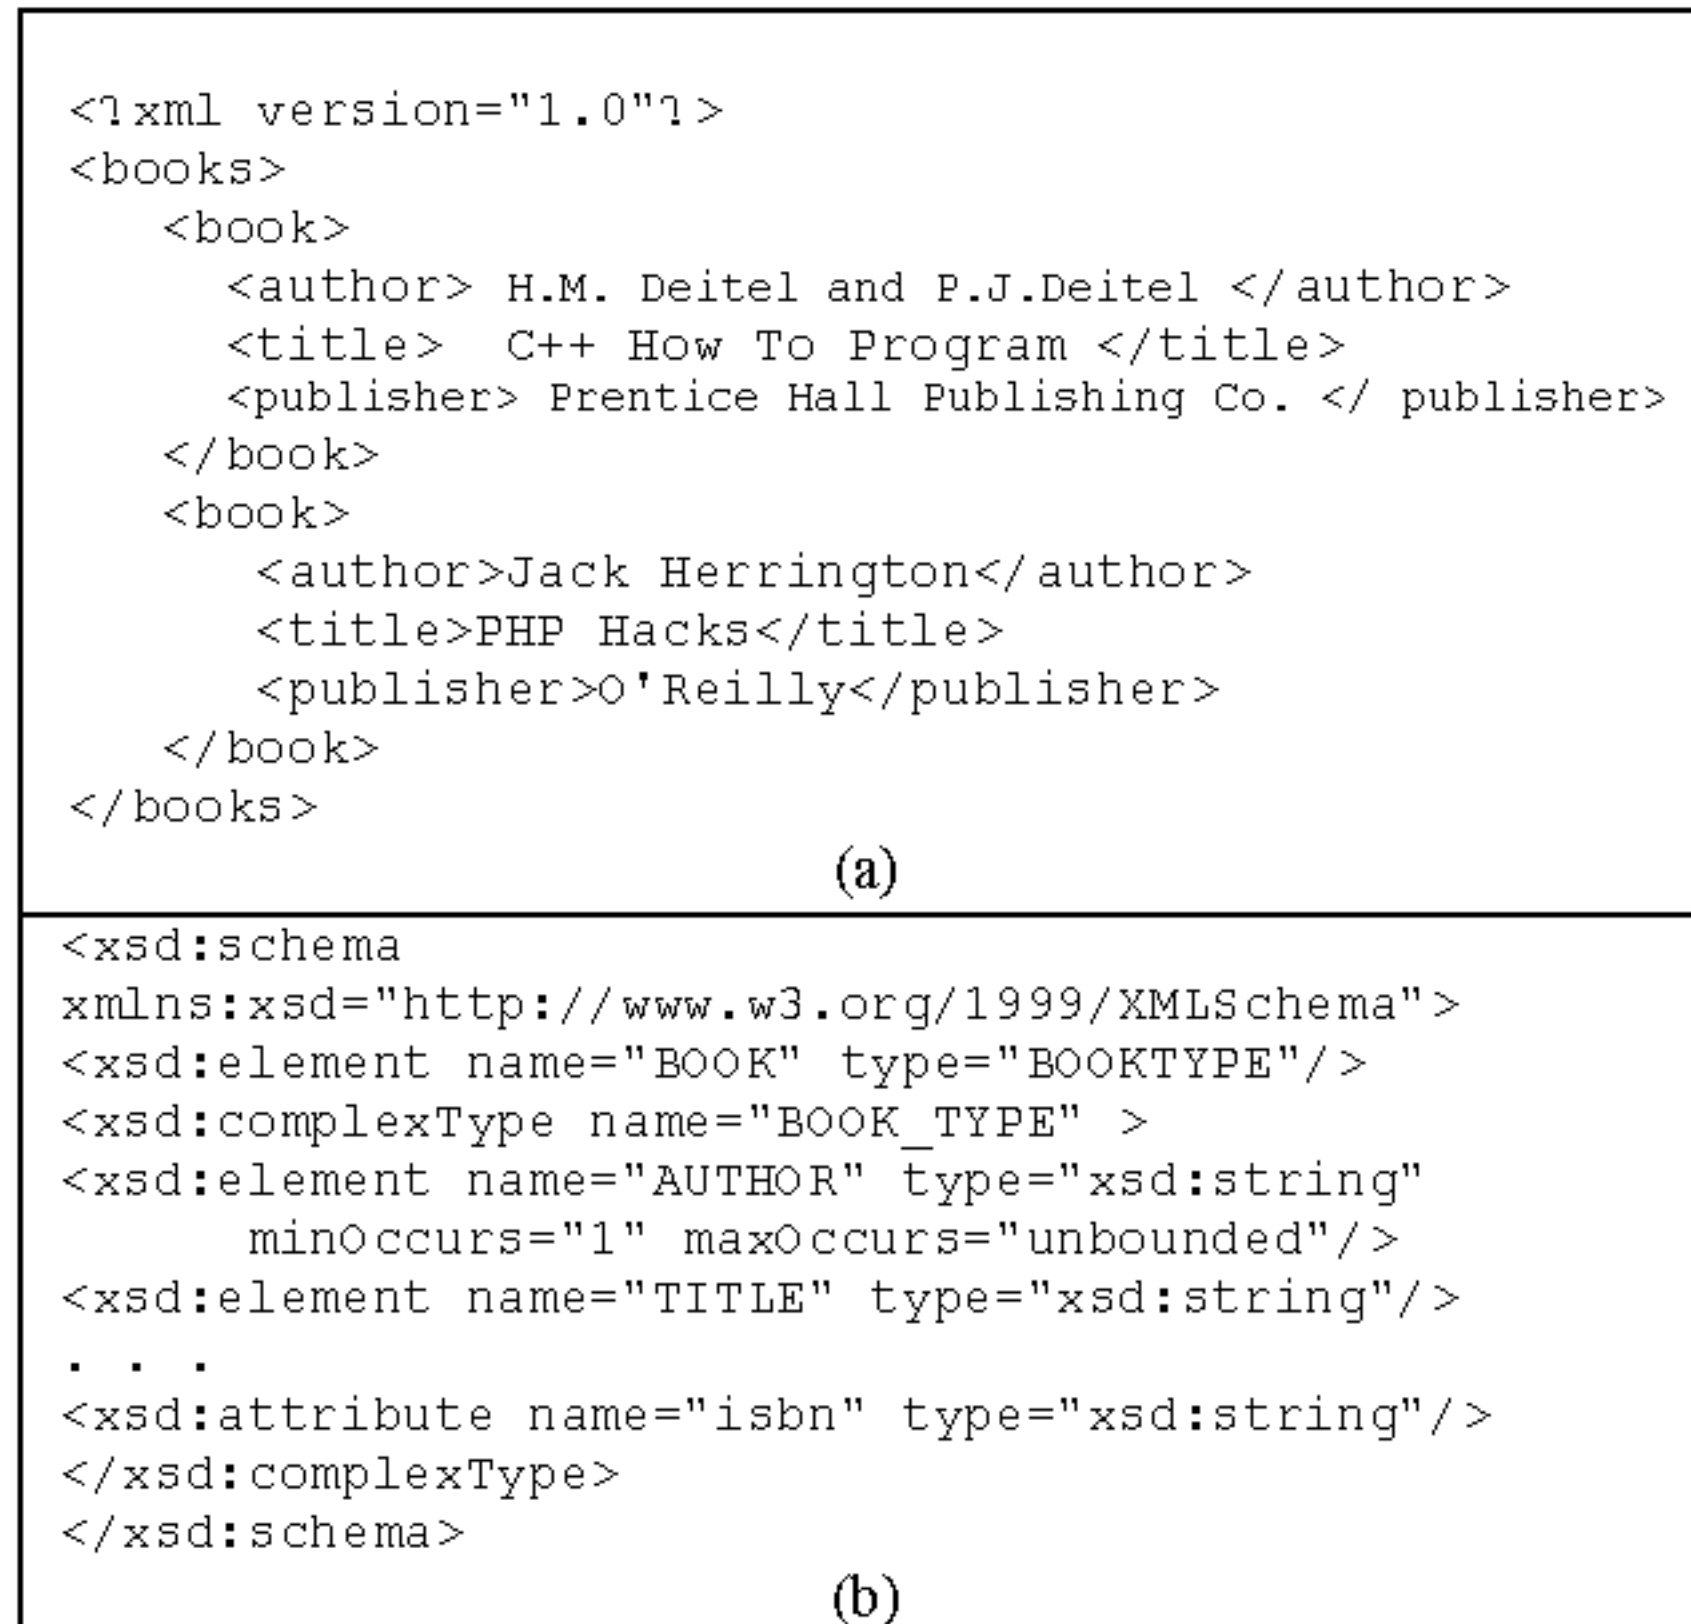 <?xml version="1.0"?>
<books>
<book>
<author> H.M. Deitel and P.J.Deitel </author>
<title> C++ How To Program </title>
<publisher> Prentice Hall Publishing Co. </ publisher>
</book>
<book>
<author>Jack Herrington</author>
<title>PHP Hacks</title>
<publisher>O'Reilly</publisher>
</book>
</books>
(a)
<xsd:schema
xmlns:xsd="http://www.w3.org/1999/XMLSchema">
<xsd:element name="BOOK" type="BOOKTYPE"/>
<xsd:complexType name="BOOK_TYPE" >
<xsd:element name="AUTHOR" type="xsd:string"
minOccurs="1" maxOccurs="unbounded"/>
<xsd:element name="TITLE" type="xsd:string"/>
. . .
<xsd:attribute name="isbn" type="xsd:string"/>
</xsd:complexType>
</xsd:schema>
(b)